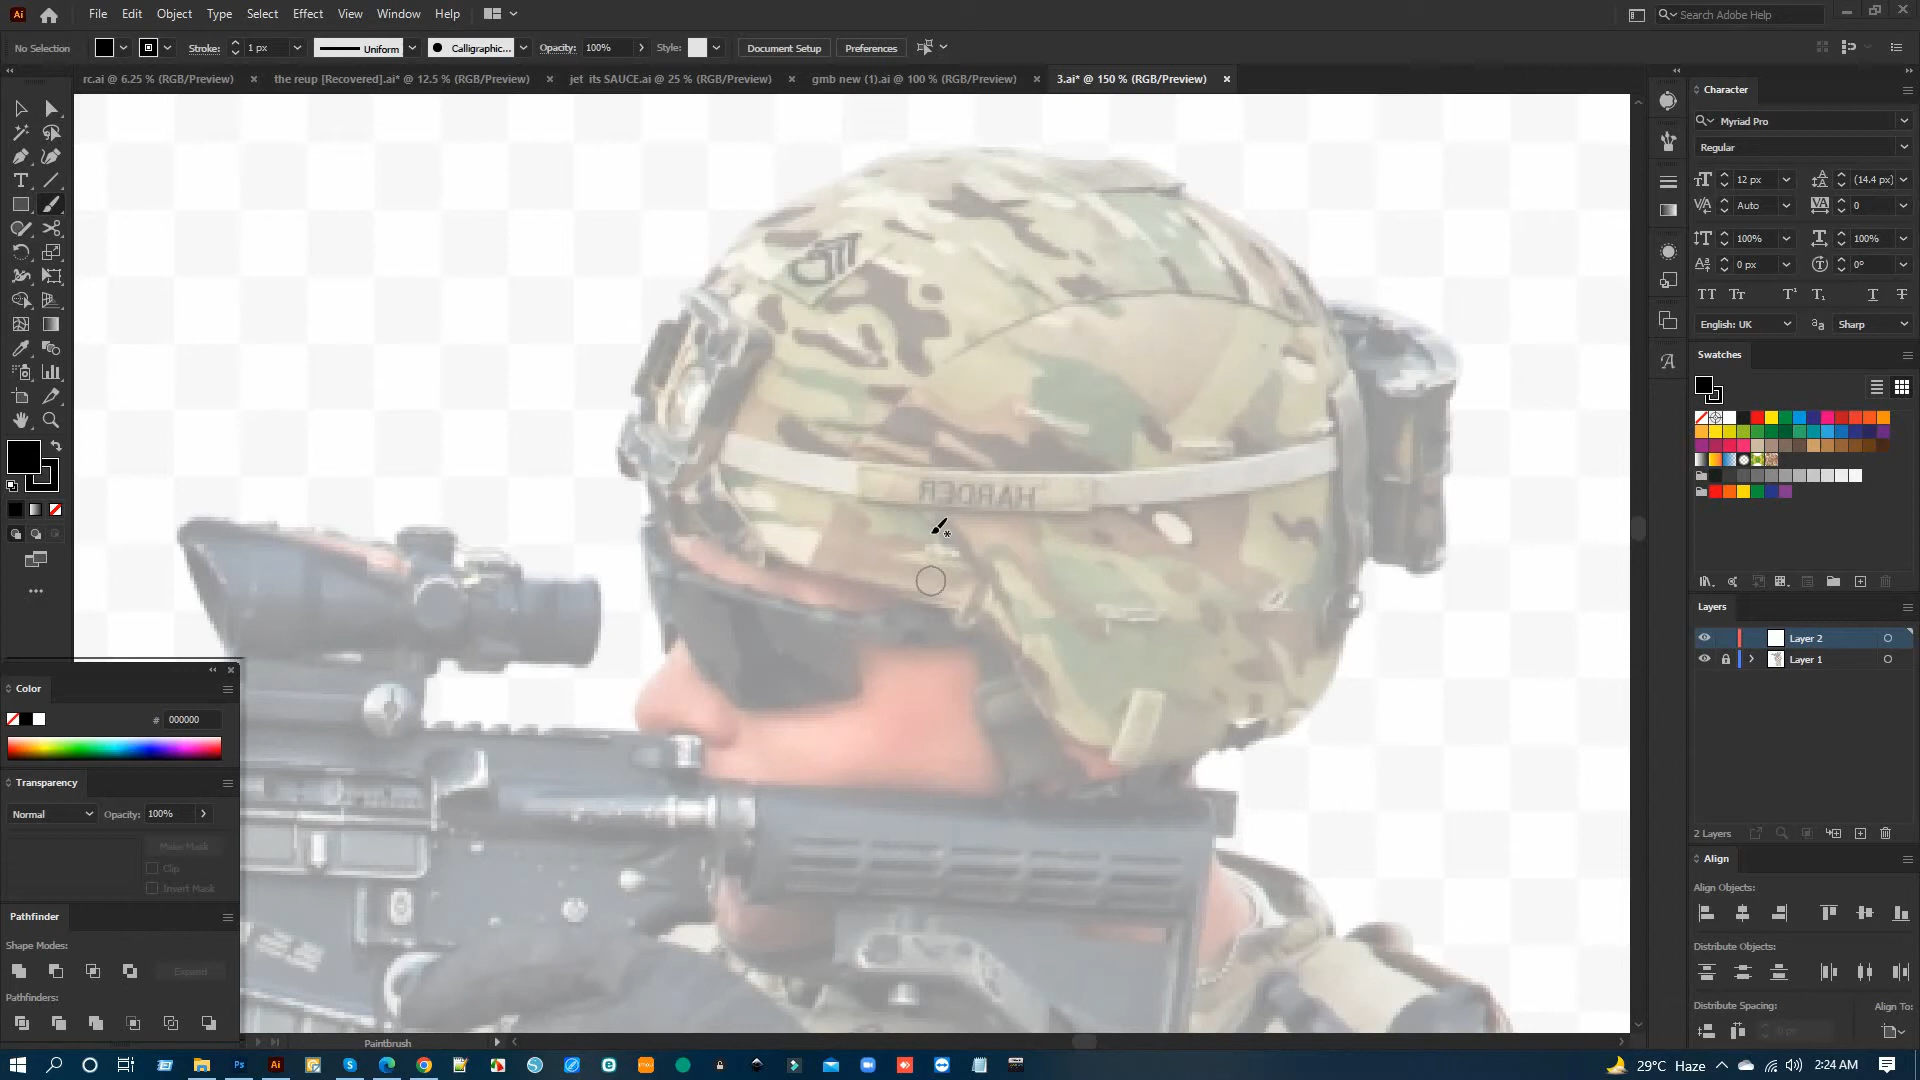 Ai
File Edit Object Type Select Effect View Window Help
Search Adobe Help
No Selection
Stroke:
1 px
Uniform
Calligraphic...
Opacity:
100%
Style:
Document Setup
Preferences
rc.ai @ 6.25 % (RGB/Preview)
the reup [Recovered].ai* @ 12.5 % (RGB/Preview)
jet its SAUCE.ai @ 25 % (RGB/Preview)
gmb new (1).ai @ 100 % (RGB/Preview)
3.ai* @ 150 % (RGB/Preview)
Character
Myriad Pro
Regular
12 px
(14.4 px)
Auto
0
100%
100%
0 px
0°
English: UK
Sharp
Swatches
Layers
Layer 2
Layer 1
2 Layers
Align
Align Objects:
Distribute Objects:
Distribute Spacing:
Align To:
0 px
HARDER
Color
# 000000
Transparency
Normal
Opacity:
100%
Make Mask
Clip
Invert Mask
Pathfinder
Shape Modes:
Expand
Pathfinders:
Paintbrush
29°C Haze
2:24 AM